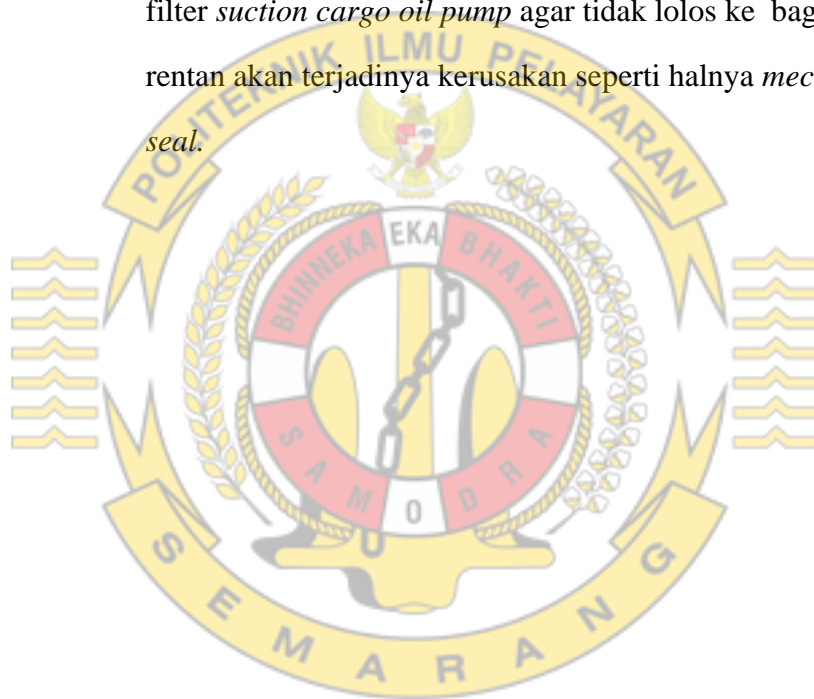 filter suction cargo oil pump agar tidak lolos ke bag
rentan akan terjadinya kerusakan seperti halnya mec
seal.
POLITEKNIK ILMU PELAYARAN
BHINNEKA EKA BHAKTI
SAMODRA
SEMARANG